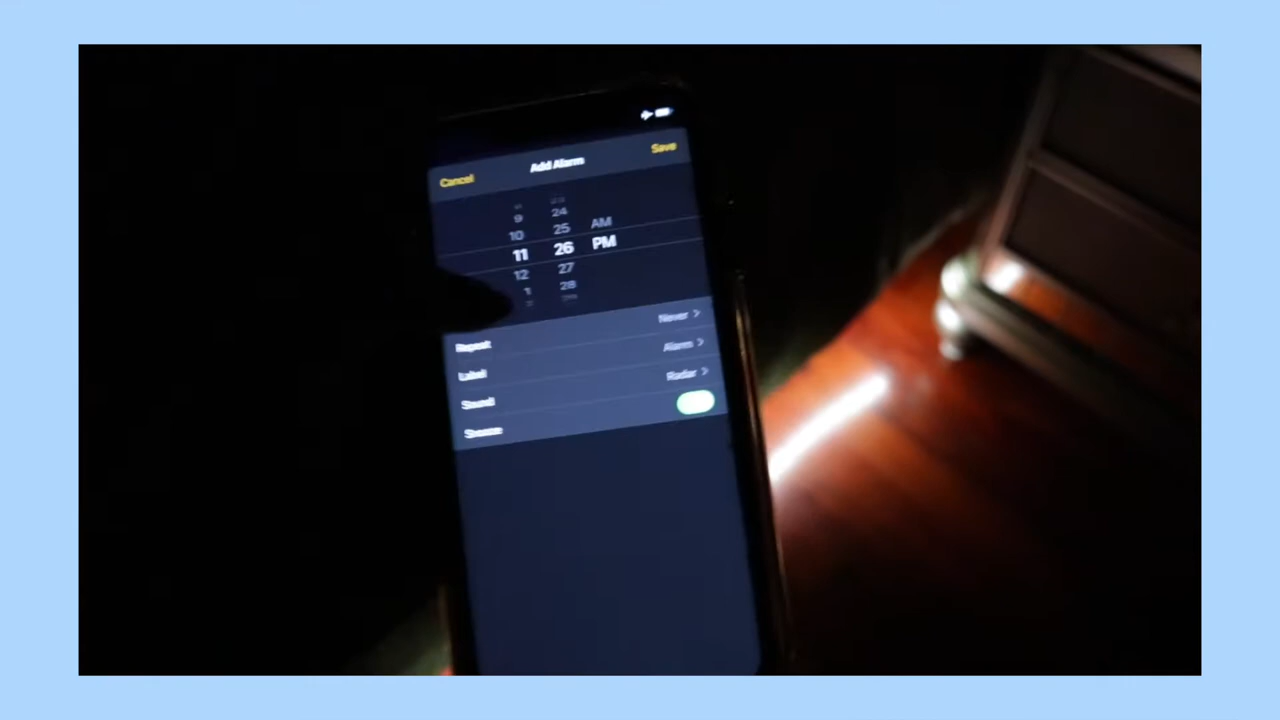 Cancel Add Alarm Save
9 24
10 25 AM
11 26 PM
12 27
1 28
Repeat Never >
Label Alarm >
Sound Radar >
Snooze